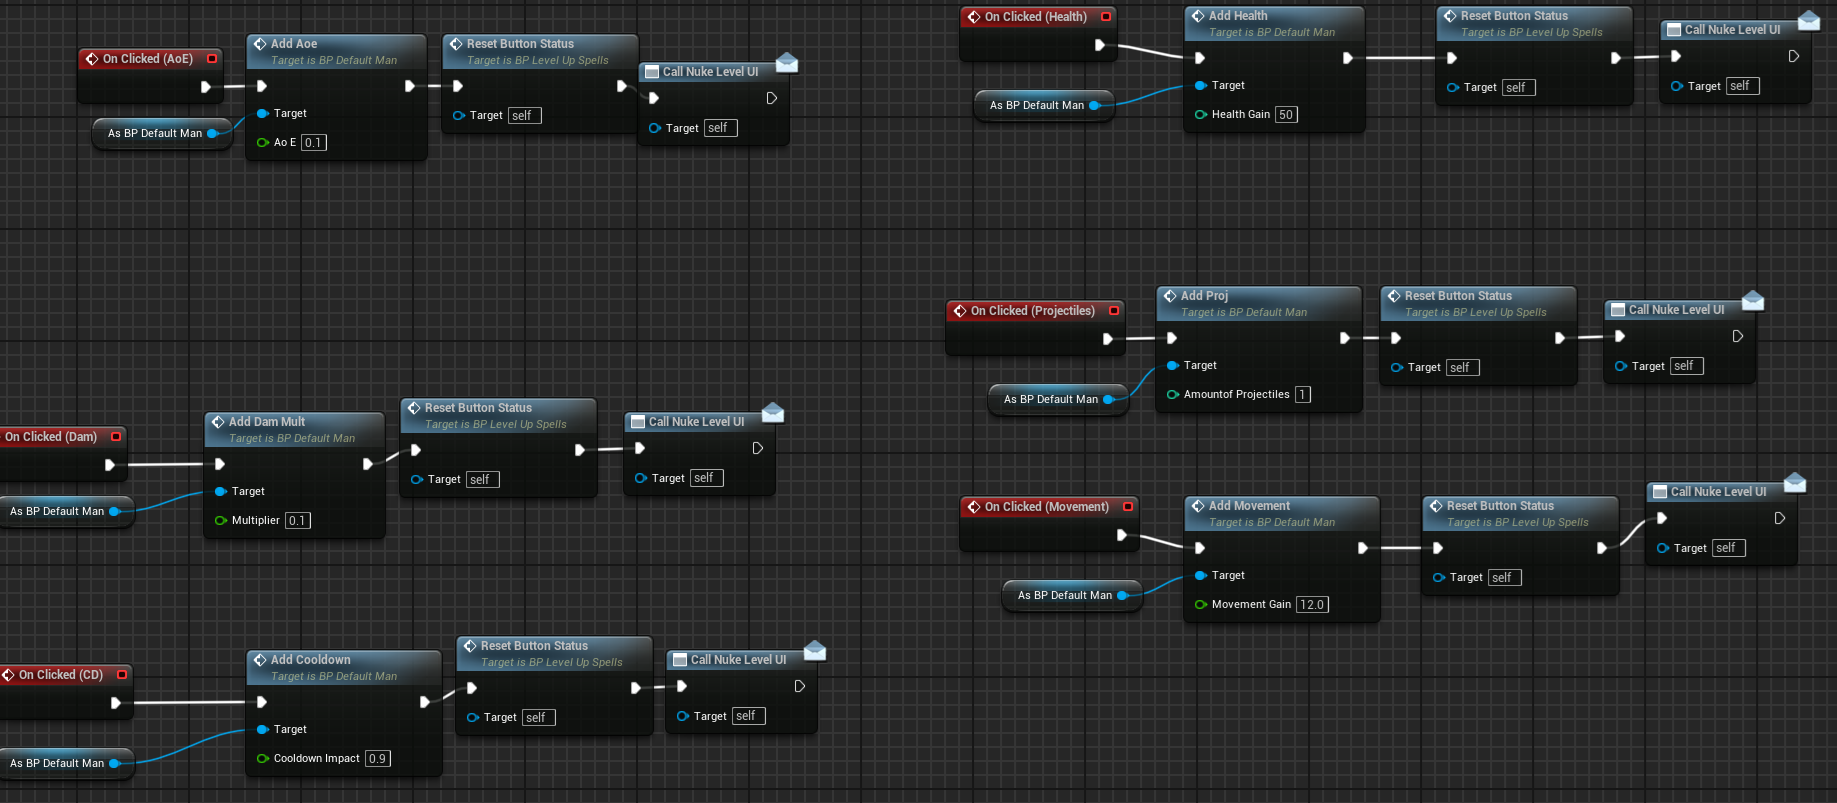 On Clicked (AoE)
Add Aoe
Target is BP Default Man
Target
Ao E 0.1
As BP Default Man
Reset Button Status
Target is BP Level Up Spells
Target self
Call Nuke Level UI
Target self
On Clicked (Health)
Add Health
Target is BP Default Man
Target
Health Gain 50
As BP Default Man
Reset Button Status
Target is BP Level Up Spells
Target self
Call Nuke Level UI
Target self
On Clicked (Projectiles)
Add Proj
Target is BP Default Man
Target
Amountof Projectiles 1
As BP Default Man
Reset Button Status
Target is BP Level Up Spells
Target self
Call Nuke Level UI
Target self
On Clicked (Dam)
Add Dam Mult
Target is BP Default Man
Target
Multiplier 0.1
As BP Default Man
Reset Button Status
Target is BP Level Up Spells
Target self
Call Nuke Level UI
Target self
On Clicked (Movement)
Add Movement
Target is BP Default Man
Target
Movement Gain 12.0
As BP Default Man
Reset Button Status
Target is BP Level Up Spells
Target self
Call Nuke Level UI
Target self
On Clicked (CD)
Add Cooldown
Target is BP Default Man
Target
Cooldown Impact 0.9
As BP Default Man
Reset Button Status
Target is BP Level Up Spells
Target self
Call Nuke Level UI
Target self